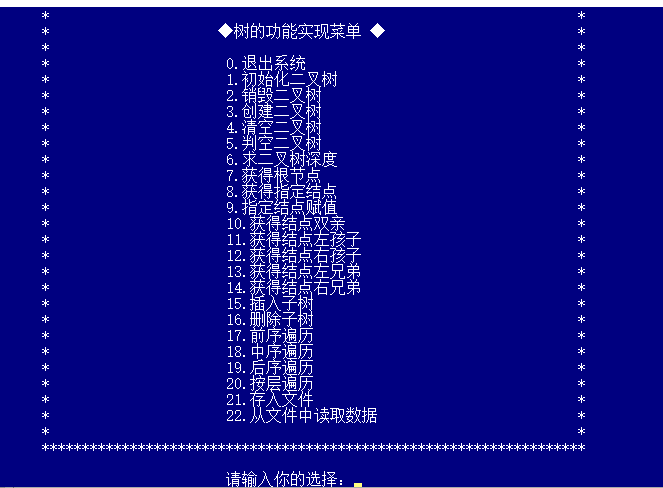 * *
* ◆树的功能实现菜单 ◆ *
* *
* 0.退出系统 *
* 1.初始化二叉树 *
* 2.销毁二叉树 *
* 3.创建二叉树 *
* 4.清空二叉树 *
* 5.判空二叉树 *
* 6.求二叉树深度 *
* 7.获得根节点 *
* 8.获得指定结点 *
* 9.指定结点赋值 *
* 10.获得结点双亲 *
* 11.获得结点左孩子 *
* 12.获得结点右孩子 *
* 13.获得结点左兄弟 *
* 14.获得结点右兄弟 *
* 15.插入子树 *
* 16.删除子树 *
* 17.前序遍历 *
* 18.中序遍历 *
* 19.后序遍历 *
* 20.按层遍历 *
* 21.存入文件 *
* 22.从文件中读取数据 *
* *
********************************************************************
请输入你的选择：